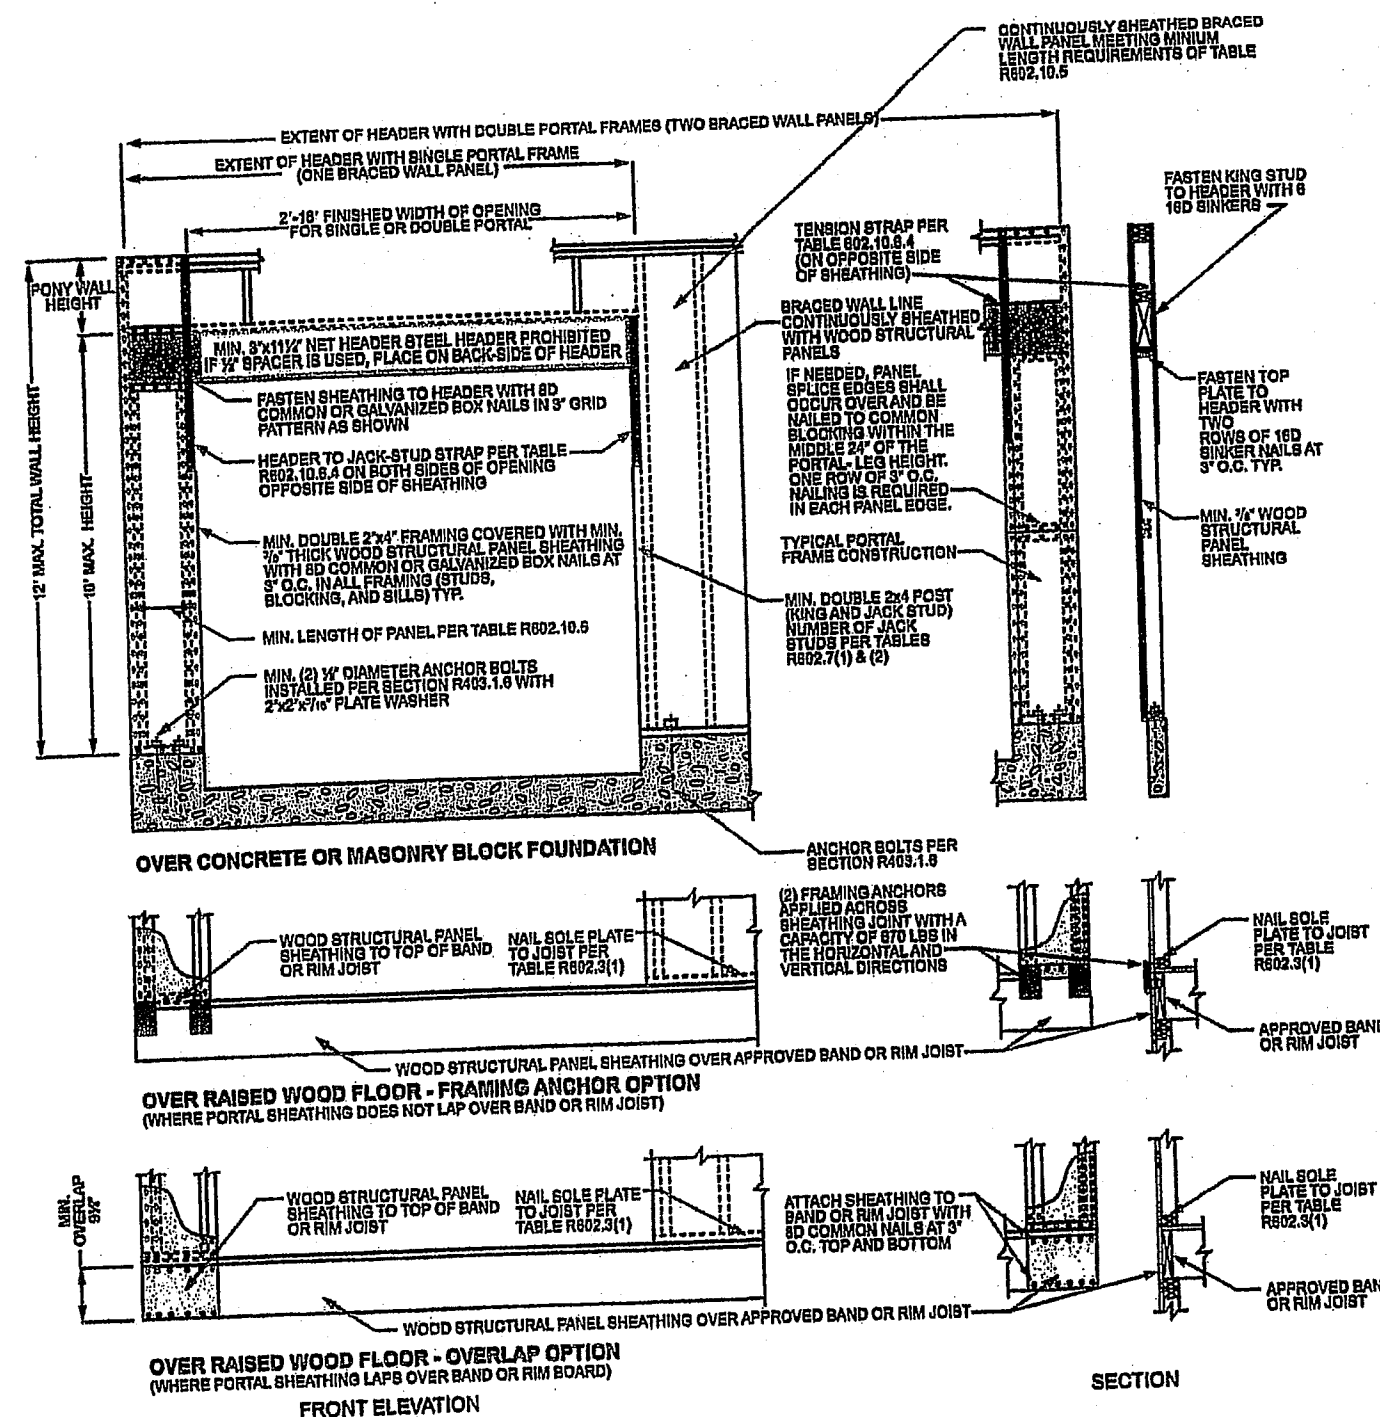 CONTINUOUSLY SHEATHED BRACED
WALL PANEL MEETING MINIUM
LENGTH REQUIREMENTS OF TABLE
R602.10.5
EXTENT OF HEADER WITH DOUBLE PORTAL FRAMES (TWO BRACED WALL PANELS)
EXTENT OF HEADER WITH SINGLE PORTAL FRAME
(ONE BRACED WALL PANEL)
2'-18' FINISHED WIDTH OF OPENING
FOR SINGLE OR DOUBLE PORTAL
FASTEN KING STUD
TO HEADER WITH 6
16D SINKERS
TENSION STRAP PER
TABLE 602.10.6.4
(ON OPPOSITE SIDE
OF SHEATHING)
PONY WALL
HEIGHT
BRACED WALL LINE
CONTINUOUSLY SHEATHED
WITH WOOD STRUCTURAL
PANELS
MIN. 3"x11¼" NET HEADER STEEL HEADER PROHIBITED
IF ½" SPACER IS USED, PLACE ON BACK-SIDE OF HEADER
FASTEN SHEATHING TO HEADER WITH 8D
COMMON OR GALVANIZED BOX NAILS IN 3" GRID
PATTERN AS SHOWN
IF NEEDED, PANEL
SPLICE EDGES SHALL
OCCUR OVER AND BE
NAILED TO COMMON
BLOCKING WITHIN THE
MIDDLE 24" OF THE
PORTAL- LEG HEIGHT.
ONE ROW OF 3" O.C.
NAILING IS REQUIRED
IN EACH PANEL EDGE.
FASTEN TOP
PLATE TO
HEADER WITH
TWO
ROWS OF 16D
SINKER NAILS AT
3" O.C. TYP.
12' MAX. TOTAL WALL HEIGHT
10' MAX. HEIGHT
HEADER TO JACK-STUD STRAP PER TABLE
R602.10.6.4 ON BOTH SIDES OF OPENING
OPPOSITE SIDE OF SHEATHING
MIN. DOUBLE 2"x4" FRAMING COVERED WITH MIN.
⅜" THICK WOOD STRUCTURAL PANEL SHEATHING
WITH 8D COMMON OR GALVANIZED BOX NAILS AT
3" O.C. IN ALL FRAMING (STUDS,
BLOCKING, AND SILLS) TYP.
TYPICAL PORTAL
FRAME CONSTRUCTION
MIN. ⅜" WOOD
STRUCTURAL
PANEL
SHEATHING
MIN. LENGTH OF PANEL PER TABLE R602.10.5
MIN. DOUBLE 2x4 POST
(KING AND JACK STUD)
NUMBER OF JACK
STUDS PER TABLES
R602.7(1) & (2)
MIN. (2) ½" DIAMETER ANCHOR BOLTS
INSTALLED PER SECTION R403.1.6 WITH
2"x2"x³⁄₁₆" PLATE WASHER
OVER CONCRETE OR MASONRY BLOCK FOUNDATION
ANCHOR BOLTS PER
SECTION R403.1.6
WOOD STRUCTURAL PANEL
SHEATHING TO TOP OF BAND
OR RIM JOIST
NAIL SOLE PLATE
TO JOIST PER
TABLE R602.3(1)
(2) FRAMING ANCHORS
APPLIED ACROSS
SHEATHING JOINT WITH A
CAPACITY OF 670 LBS IN
THE HORIZONTAL AND
VERTICAL DIRECTIONS
NAIL SOLE
PLATE TO JOIST
PER TABLE
R602.3(1)
APPROVED BAND
OR RIM JOIST
WOOD STRUCTURAL PANEL SHEATHING OVER APPROVED BAND OR RIM JOIST
OVER RAISED WOOD FLOOR - FRAMING ANCHOR OPTION
(WHERE PORTAL SHEATHING DOES NOT LAP OVER BAND OR RIM JOIST)
MIN.
OVERLAP
9¼"
WOOD STRUCTURAL PANEL
SHEATHING TO TOP OF BAND
OR RIM JOIST
NAIL SOLE PLATE
TO JOIST PER
TABLE R602.3(1)
ATTACH SHEATHING TO
BAND OR RIM JOIST WITH
8D COMMON NAILS AT 3"
O.C. TOP AND BOTTOM
NAIL SOLE
PLATE TO JOIST
PER TABLE
R602.3(1)
APPROVED BAND
OR RIM JOIST
WOOD STRUCTURAL PANEL SHEATHING OVER APPROVED BAND OR RIM JOIST
OVER RAISED WOOD FLOOR - OVERLAP OPTION
(WHERE PORTAL SHEATHING LAPS OVER BAND OR RIM BOARD)
FRONT ELEVATION
SECTION